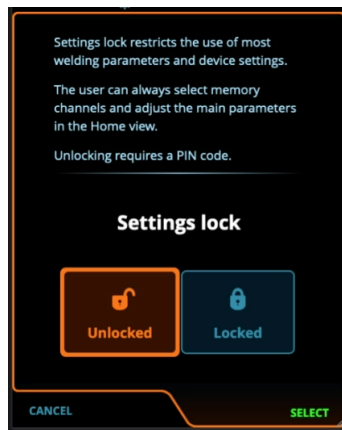 Settings lock restricts the use of most
welding parameters and device settings.
The user can always select memory
channels and adjust the main parameters
in the Home view.
Unlocking requires a PIN code.
Settings lock
Unlocked
Locked
CANCEL
SELECT